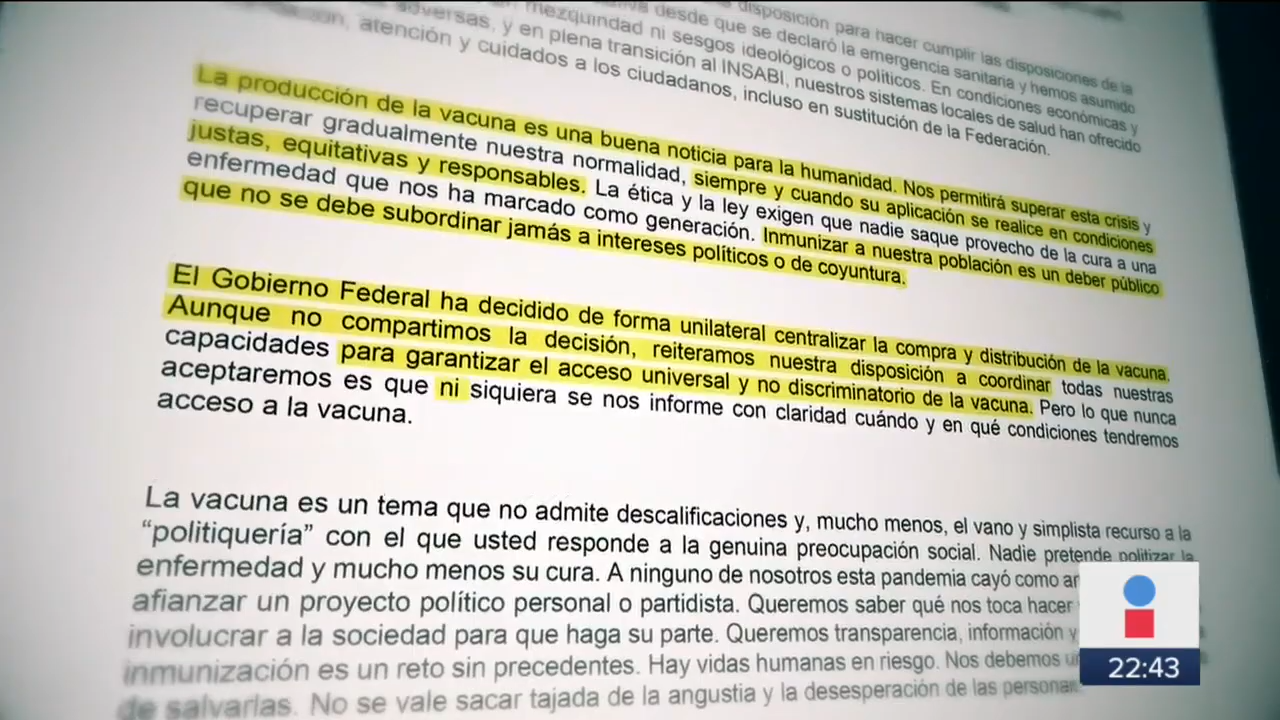 disposición para hacer cumplir las disposiciones de la
desde que se declaró la emergencia sanitaria y hemos asumido
mezquindad ni sesgos ideológicos o políticos. En condiciones económicas y
adversas, y en plena transición al INSABI, nuestros sistemas locales de salud han ofrecido
atención y cuidados a los ciudadanos, incluso en sustitución de la Federación.
La producción de la vacuna es una buena noticia para la humanidad. Nos permitirá superar esta crisis y
recuperar gradualmente nuestra normalidad, siempre y cuando su aplicación se realice en condiciones
justas, equitativas y responsables. La ética y la ley exigen que nadie saque provecho de la cura a una
enfermedad que nos ha marcado como generación. Inmunizar a nuestra población es un deber público
que no se debe subordinar jamás a intereses políticos o de coyuntura.
El Gobierno Federal ha decidido de forma unilateral centralizar la compra y distribución de la vacuna.
Aunque no compartimos la decisión, reiteramos nuestra disposición a coordinar todas nuestras
capacidades para garantizar el acceso universal y no discriminatorio de la vacuna. Pero lo que nunca
aceptaremos es que ni siquiera se nos informe con claridad cuándo y en qué condiciones tendremos
acceso a la vacuna.
La vacuna es un tema que no admite descalificaciones y, mucho menos, el vano y simplista recurso a la
“politiquería” con el que usted responde a la genuina preocupación social. Nadie pretende politizar la
enfermedad y mucho menos su cura. A ninguno de nosotros esta pandemia cayó como
afianzar un proyecto político personal o partidista. Queremos saber qué nos toca hacer
involucrar a la sociedad para que haga su parte. Queremos transparencia, información y
inmunización es un reto sin precedentes. Hay vidas humanas en riesgo. Nos debemos
de salvarlas. No se vale sacar tajada de la angustia y la desesperación de las
22:43